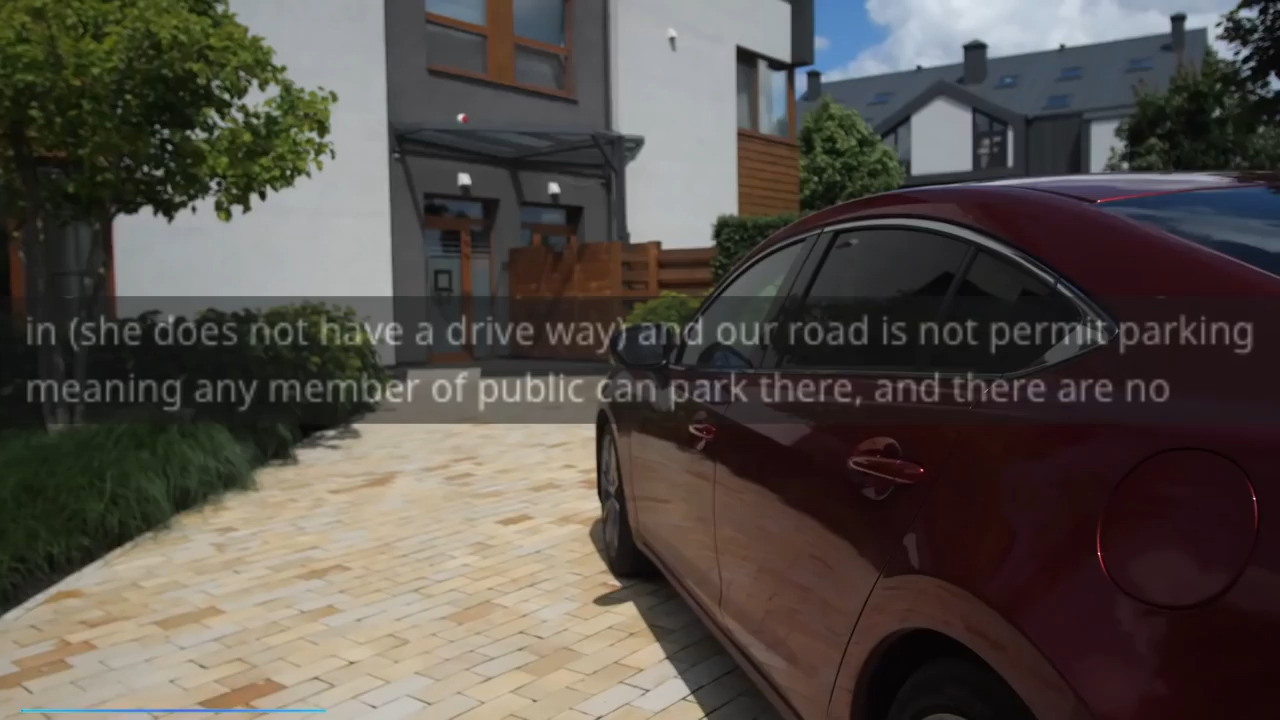 in (she does not have a drive way) and our road is not permit parking
meaning any member of public can park there, and there are no